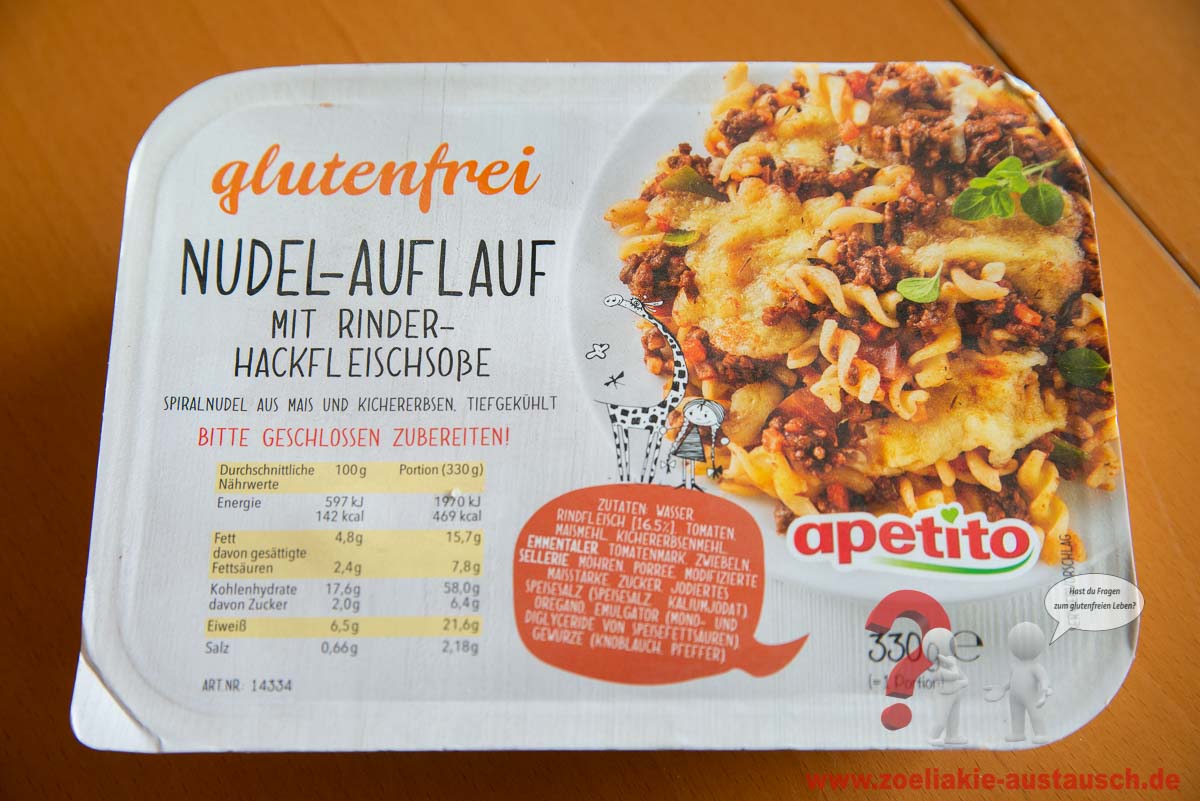 glutenfrei
NUDEL-AUFLAUF
MIT RINDER-
HACKFLEISCHSOßE
SPIRALNUDEL AUS MAIS UND KICHERERBSEN, TIEFGEKÜHLT
BITTE GESCHLOSSEN ZUBEREITEN!
Durchschnittliche 100 g Portion (330 g)
Nährwerte
Energie 597 kJ 1970 kJ
142 kcal 469 kcal
Fett 4,8g 15,7g
davon gesättigte
Fettsäuren 2,4g 7,8g
Kohlenhydrate 17,6g 58,0g
davon Zucker 2,0g 6,4g
Eiweiß 6,5g 21,6g
Salz 0,66g 2,18g
ART.NR: 14334
ZUTATEN: WASSER,
RINDFLEISCH [16,5%], TOMATEN,
MAISMEHL, KICHERERBSENMEHL,
EMMENTALER, TOMATENMARK, ZWIEBELN,
SELLERIE, MÖHREN, PORREE, MODIFIZIERTE
MAISSTÄRKE, ZUCKER, JODIERTES
SPEISESALZ (SPEISESALZ, KALIUMJODAT),
OREGANO, EMULGATOR (MONO- UND
DIGLYCERIDE VON SPEISEFETTSÄUREN),
GEWÜRZE (KNOBLAUCH, PFEFFER)
apetito
330 g e
(= 1 Portion)
Hast du Fragen
zum glutenfreien Leben?
?
www.zoeliakie-austausch.de